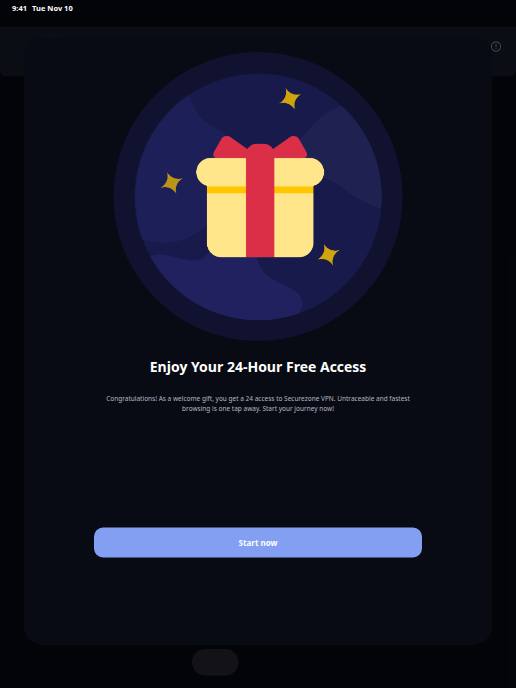 9:41 Tue Nov 10
Enjoy Your 24-Hour Free Access
Congratulations! As a welcome gift, you get a 24 access to Securezone VPN. Untraceable and fastest
browsing is one tap away. Start your journey now!
Start now